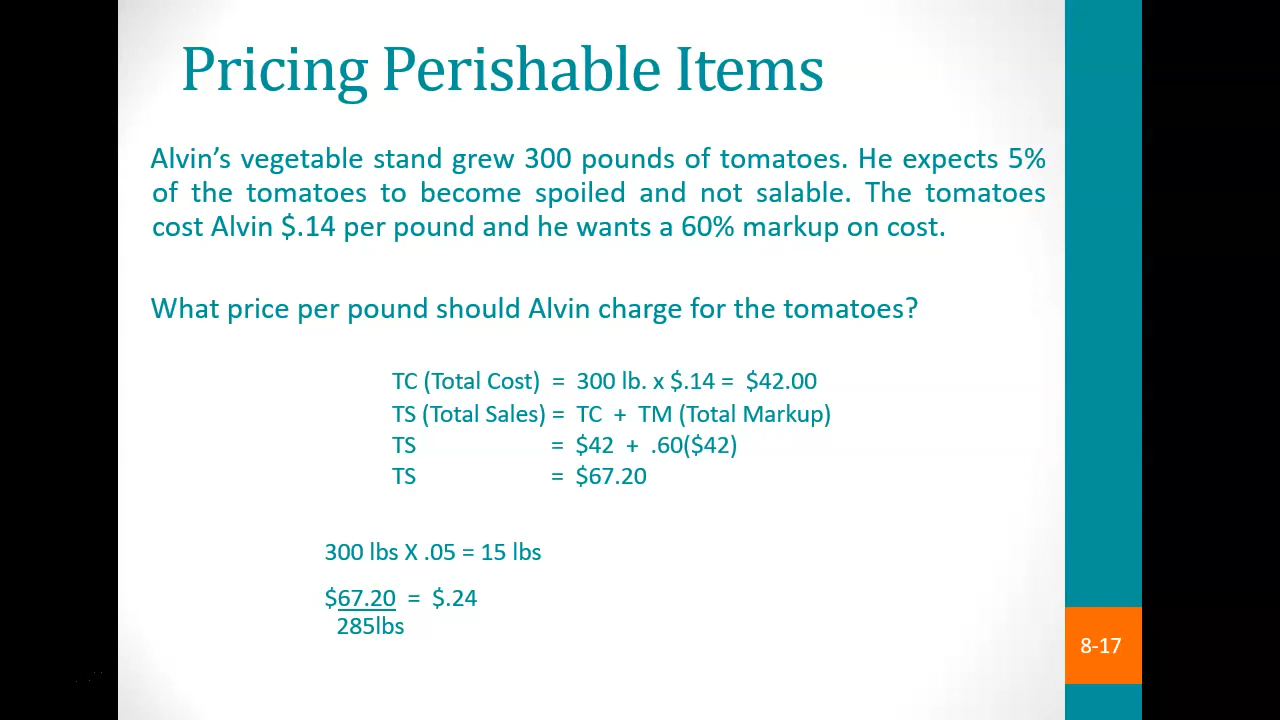 Pricing Perishable Items
Alvin’s vegetable stand grew 300 pounds of tomatoes. He expects 5%
of the tomatoes to become spoiled and not salable. The tomatoes
cost Alvin $.14 per pound and he wants a 60% markup on cost.
What price per pound should Alvin charge for the tomatoes?
TC (Total Cost) = 300 lb. x $.14 = $42.00
TS (Total Sales) = TC + TM (Total Markup)
TS = $42 + .60($42)
TS = $67.20
300 lbs X .05 = 15 lbs
$67.20 = $.24
285lbs
8-17